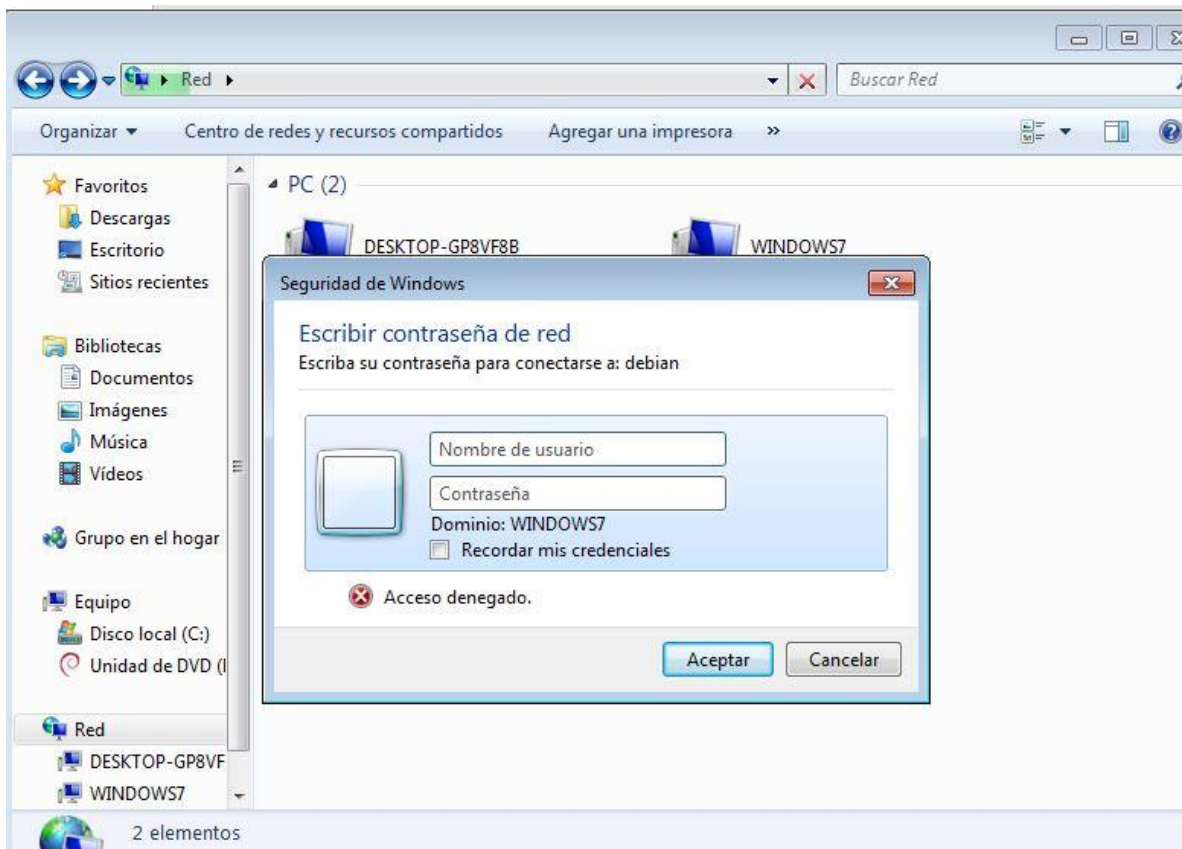 Red
Buscar Red
Organizar
Centro de redes y recursos compartidos
Agregar una impresora
»
Favoritos
Descargas
Escritorio
Sitios recientes
Bibliotecas
Documentos
Imágenes
Música
Vídeos
Grupo en el hogar
Equipo
Disco local (C:)
Unidad de DVD (
Red
DESKTOP-GP8VF
WINDOWS7
PC (2)
DESKTOP-GP8VF8B
WINDOWS7
Seguridad de Windows
Escribir contraseña de red
Escriba su contraseña para conectarse a: debian
Nombre de usuario
Contraseña
Dominio: WINDOWS7
Recordar mis credenciales
Acceso denegado.
Aceptar
Cancelar
2 elementos